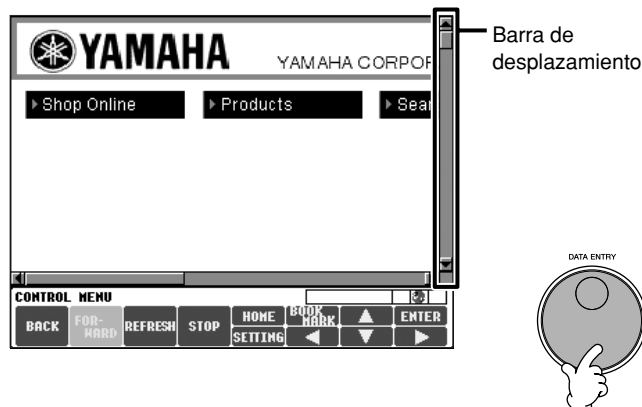 YAMAHA
YAMAHA CORPOR
Shop Online
Products
Sear
Barra de
desplazamiento
CONTROL MENU
BACK
FOR-
WARD
REFRESH
STOP
HOME
SETTING
BOOK
MARK
ENTER
DATA ENTRY